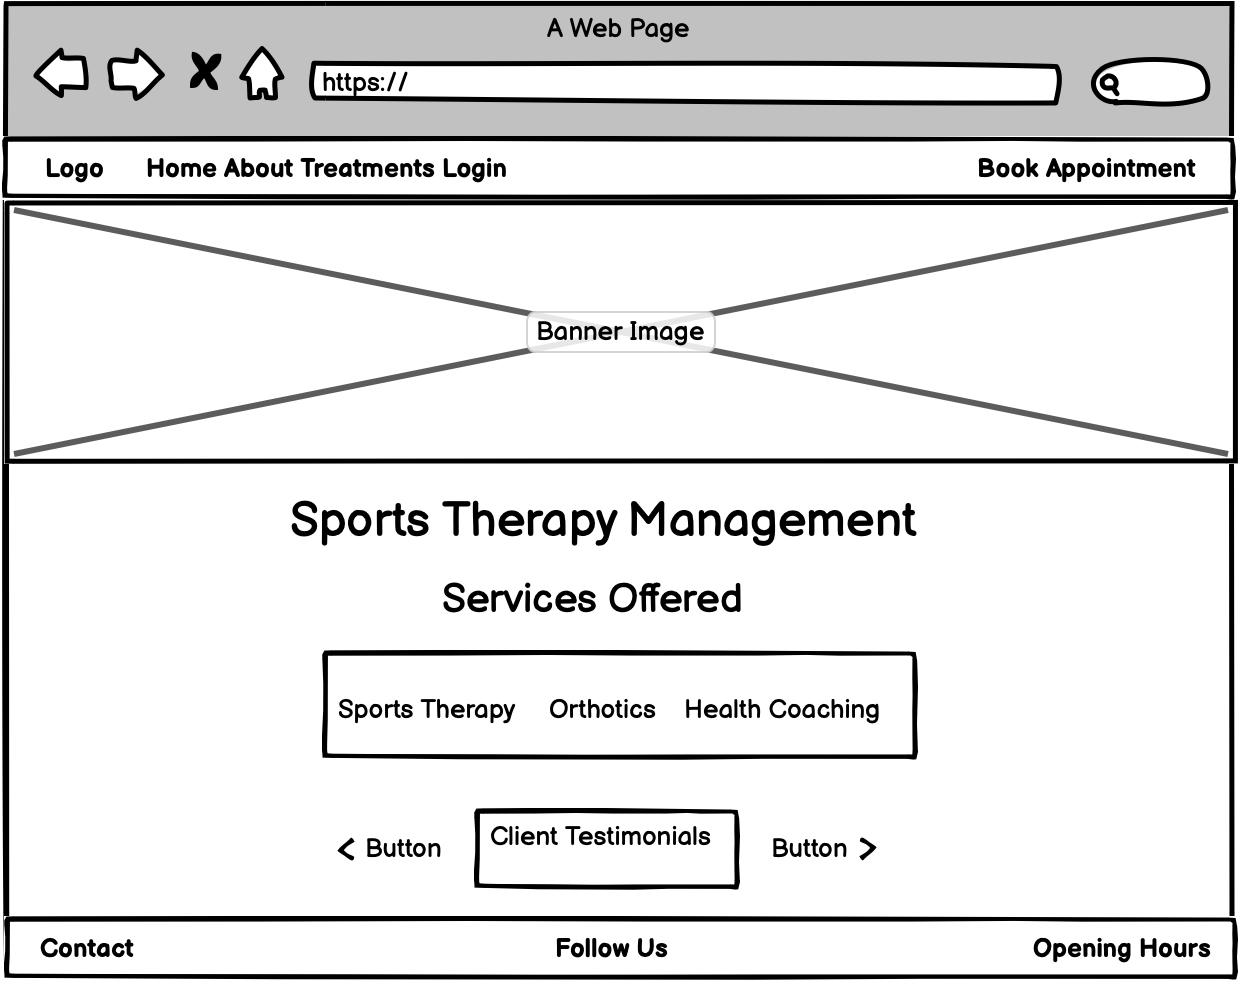 A Web Page
https://
Logo Home About Treatments Login Book Appointment
Banner Image
Sports Therapy Management
Services Offered
Sports Therapy Orthotics Health Coaching
Client Testimonials
Button Button
Contact Follow Us Opening Hours